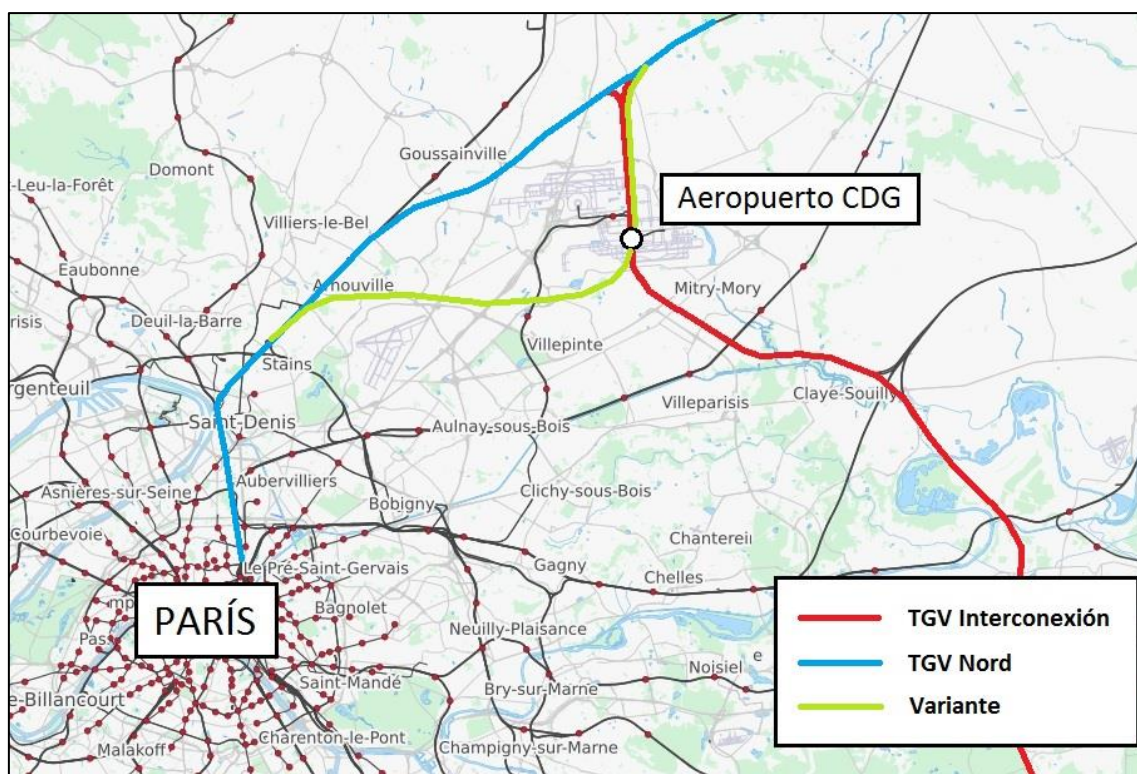 Goussainville
Domont
-Leu-la-Forêt
Aeropuerto CDG
Villiers-le-Bel
Eaubonne
Arnouville
Mitry-Mory
Deuil-la-Barre
Villepinte
Stains
Villeparisis
Claye-Souilly
Saint-Denis
Aulnay-sous-Bois
Aubervilliers
Asnières-sur-Seine
Bobigny
Clichy-sous-Bois
Courbevoie
Le Pré-Saint-Gervais
Gagny
Chelles
PARÍS
Bagnolet
Neuilly-Plaisance
Saint-Mandé
Noisiel
Bry-sur-Marne
e-Billancourt
Malakoff
Charenton-le-Pont
Champigny-sur-Marne
TGV Interconexión
TGV Nord
Variante